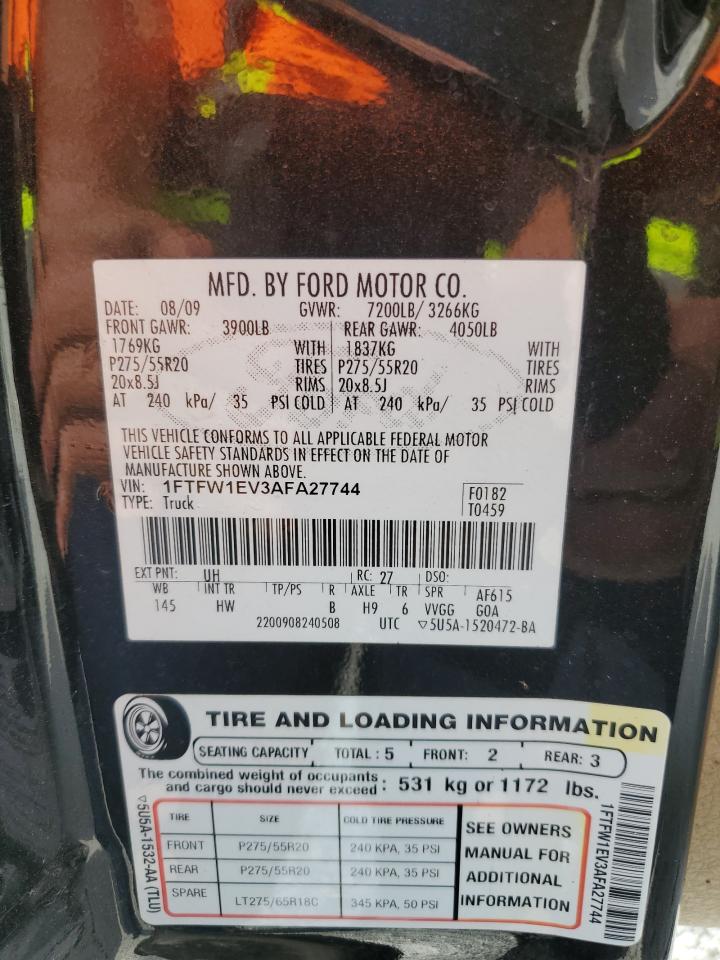 MFD. BY FORD MOTOR CO.
DATE: 08/09 GVWR: 7200LB/ 3266KG
FRONT GAWR: 3900LB REAR GAWR: 4050LB
1769KG WITH 1837KG WITH
P275/55R20 TIRES P275/55R20 TIRES
20x8.5J RIMS 20x8.5J RIMS
AT 240 kPa/ 35 PSI COLD AT 240 kPa/ 35 PSI COLD
THIS VEHICLE CONFORMS TO ALL APPLICABLE FEDERAL MOTOR
VEHICLE SAFETY STANDARDS IN EFFECT ON THE DATE OF
MANUFACTURE SHOWN ABOVE.
VIN: 1FTFW1EV3AFA27744
TYPE: Truck
F0182
T0459
EXT PNT: UH RC: 27 DSO:
WB INT TR TP/PS R AXLE TR SPR AF615
145 HW B H9 6 VVGG G0A
2200908240508 UTC ▽5U5A-1520472-BA
TIRE AND LOADING INFORMATION
SEATING CAPACITY TOTAL : 5 FRONT: 2 REAR: 3
The combined weight of occupants
and cargo should never exceed : 531 kg or 1172 lbs.
TIRE SIZE COLD TIRE PRESSURE
FRONT P275/55R20 240 KPA, 35 PSI
REAR P275/55R20 240 KPA, 35 PSI
SPARE LT275/65R18C 345 KPA, 50 PSI
SEE OWNERS
MANUAL FOR
ADDITIONAL
INFORMATION
▽5U5A-1532-AA (TLU)
1FTFW1EV3AFA27744